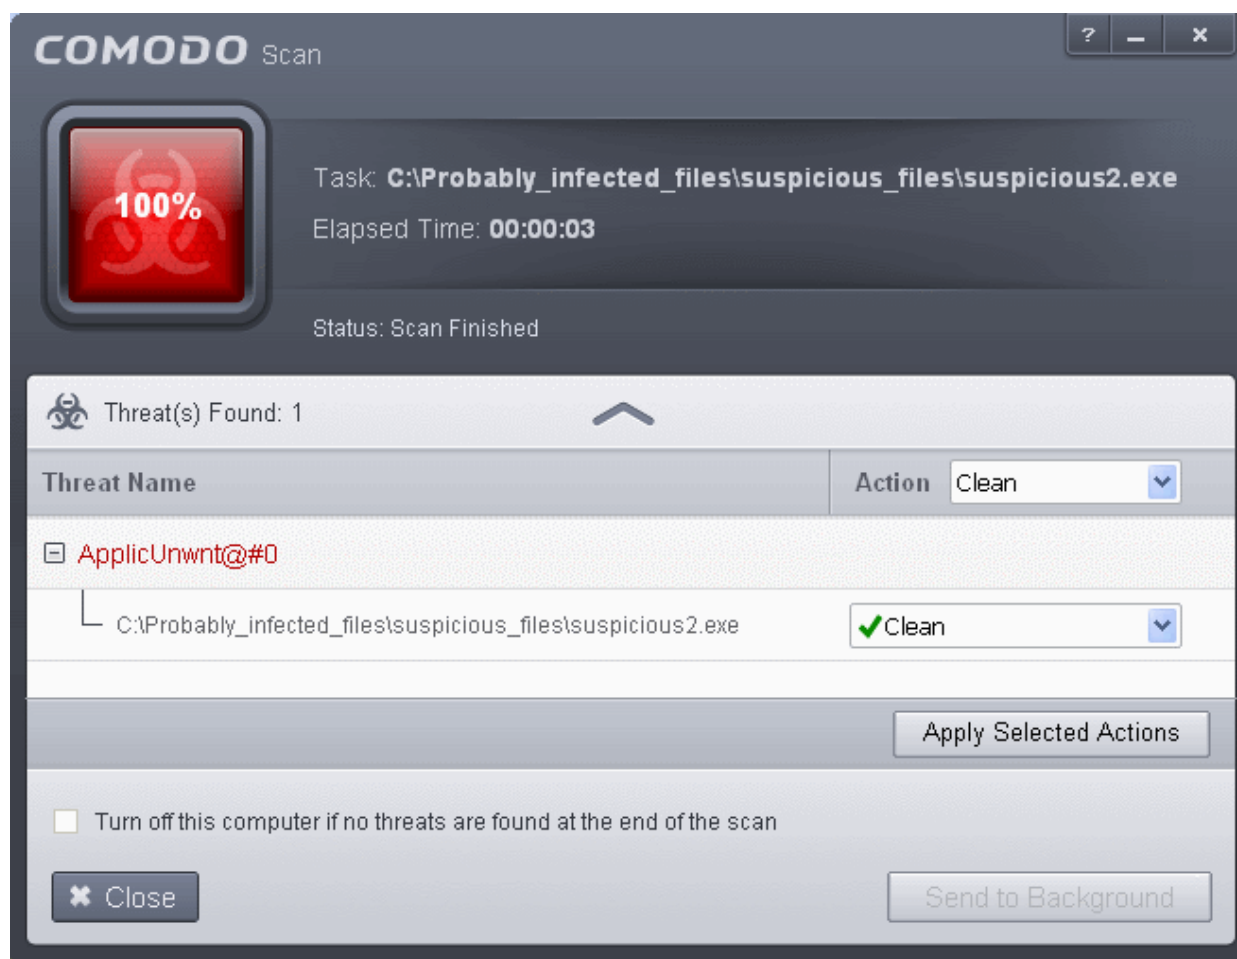 COMODO Scan
?
100%
Task: C:\Probably_infected_files\suspicious_files\suspicious2.exe
Elapsed Time: 00:00:03
Status: Scan Finished
Threat(s) Found: 1
Threat Name Action Clean
ApplicUnwnt@#0
C:\Probably_infected_files\suspicious_files\suspicious2.exe Clean
Apply Selected Actions
Turn off this computer if no threats are found at the end of the scan
Close Send to Background